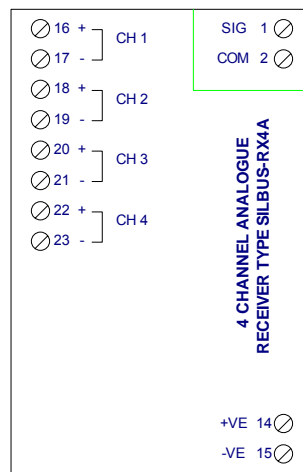 16 +
CH 1
17 -
18 +
CH 2
19 -
20 +
CH 3
21 -
22 +
CH 4
23 -
SIG 1
COM 2
4 CHANNEL ANALOGUE
RECEIVER TYPE SILBUS-RX4A
+VE 14
-VE 15